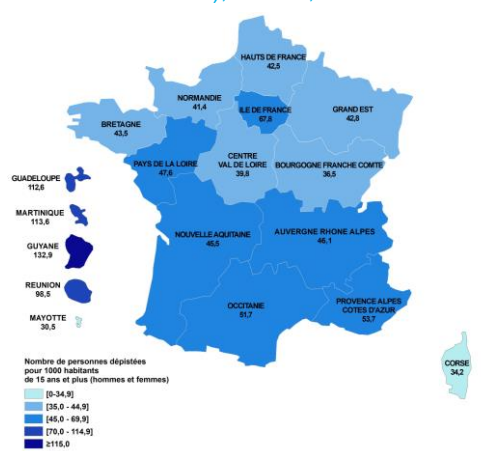 HAUTS DE FRANCE
42,5
NORMANDIE
41,4
ILE DE FRANCE
67,8
GRAND EST
42,8
BRETAGNE
43,5
PAYS DE LA LOIRE
47,6
CENTRE
VAL DE LOIRE
39,8
BOURGOGNE FRANCHE COMTE
36,5
GUADELOUPE
112,6
MARTINIQUE
113,6
GUYANE
132,9
REUNION
98,5
MAYOTTE
30,5
NOUVELLE AQUITAINE
45,5
AUVERGNE RHONE ALPES
46,1
OCCITANIE
51,7
PROVENCE ALPES
COTES D'AZUR
53,7
CORSE
34,2
Nombre de personnes dépistées
pour 1000 habitants
de 15 ans et plus (hommes et femmes)
[0-34,9]
[35,0 - 44,9]
[45,0 - 69,9]
[70,0 - 114,9]
≥115,0